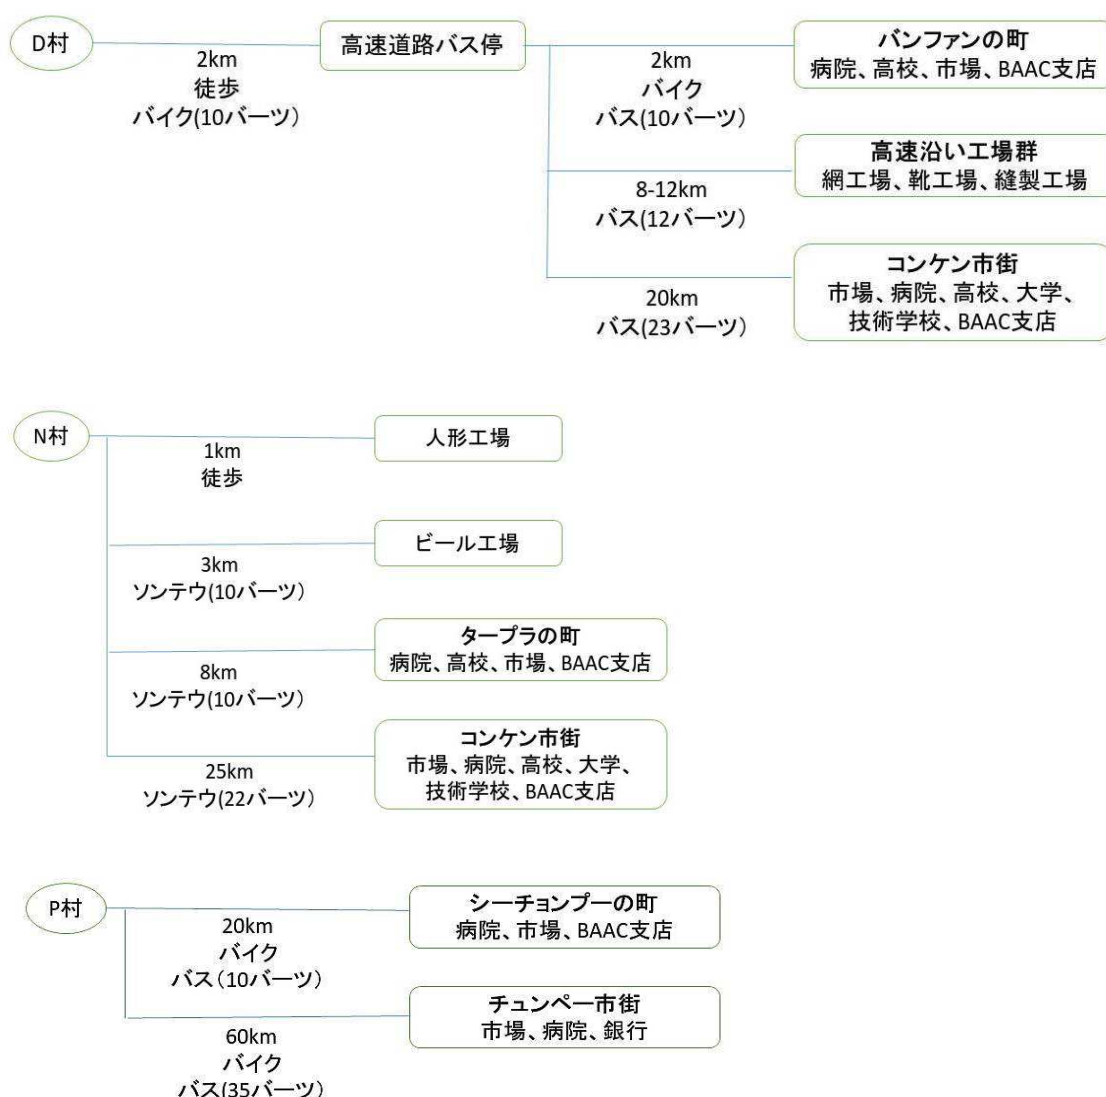 D村
2km
徒歩
バイク(10バーツ)
高速道路バス停
2km
バイク
バス(10バーツ)
バンファンの町
病院、高校、市場、BAAC支店
8-12km
バス(12バーツ)
高速沿い工場群
網工場、靴工場、縫製工場
20km
バス(23バーツ)
コンケン市街
市場、病院、高校、大学、
技術学校、BAAC支店
N村
1km
徒歩
人形工場
3km
ソンテウ(10バーツ)
ビール工場
8km
ソンテウ(10バーツ)
タープラの町
病院、高校、市場、BAAC支店
25km
ソンテウ(22バーツ)
コンケン市街
市場、病院、高校、大学、
技術学校、BAAC支店
P村
20km
バイク
バス(10バーツ)
シーチョンプーの町
病院、市場、BAAC支店
60km
バイク
バス(35バーツ)
チュンペー市街
市場、病院、銀行